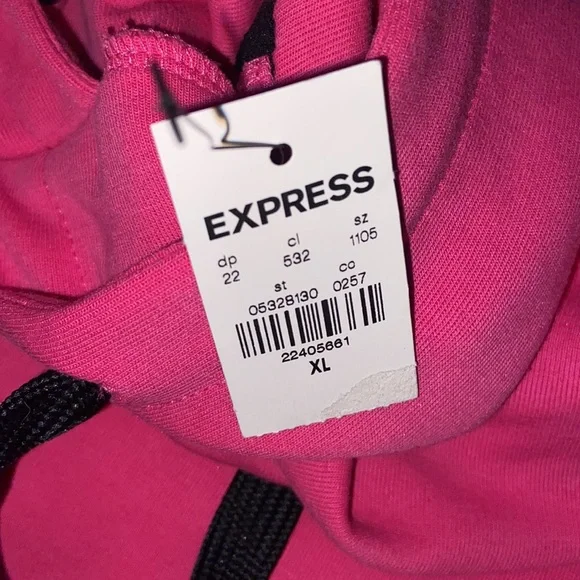 EXPRESS
dp cl sz
22 532 1105
st co
05328130 0257
22405661
XL